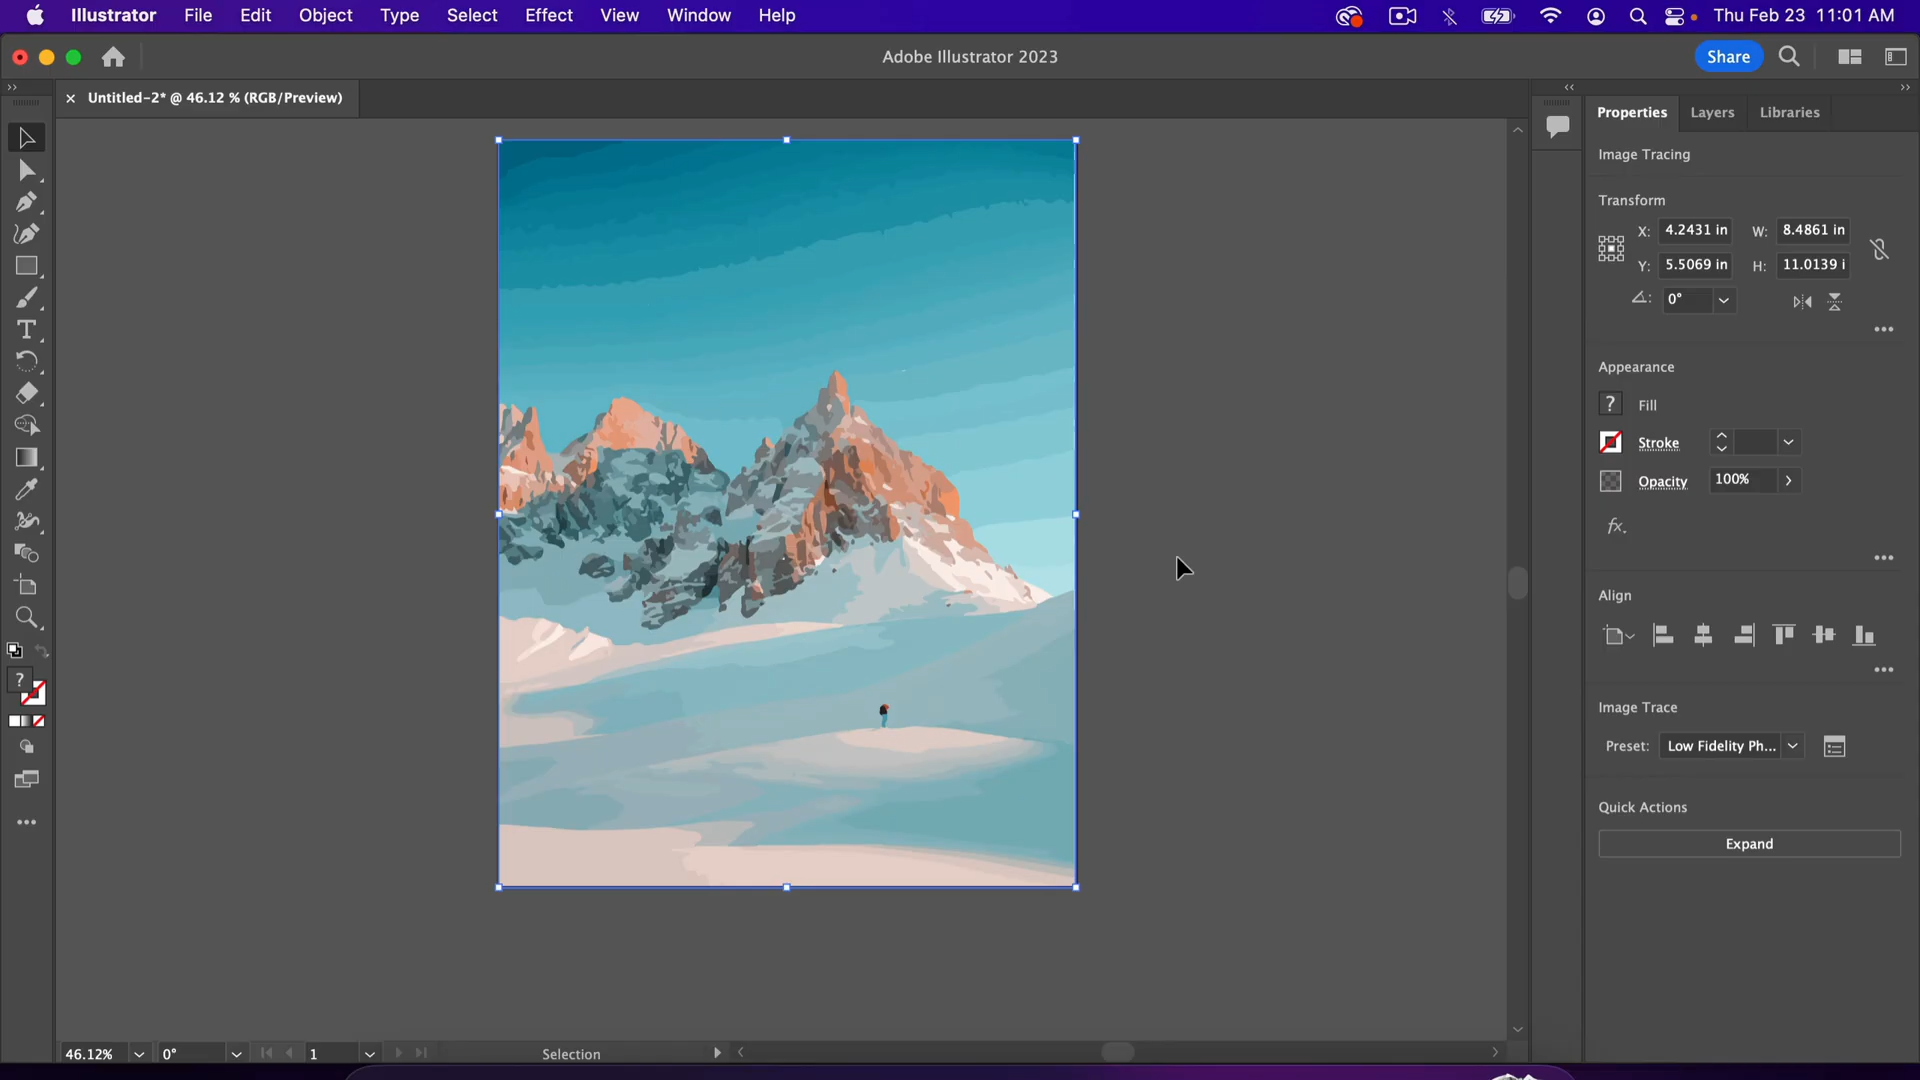 Illustrator File Edit Object Type Select Effect View Window Help Thu Feb 23 11:01 AM
Adobe Illustrator 2023 Share
× Untitled-2* @ 46.12 % (RGB/Preview)
Properties Layers Libraries
Image Tracing
Transform
X: 4.2431 in W: 8.4861 in
Y: 5.5069 in H: 11.0139 i
0°
Appearance
? Fill
Stroke
Opacity 100%
fx.
Align
?
Image Trace
Preset: Low Fidelity Ph...
Quick Actions
Expand
46.12% 0° 1 Selection